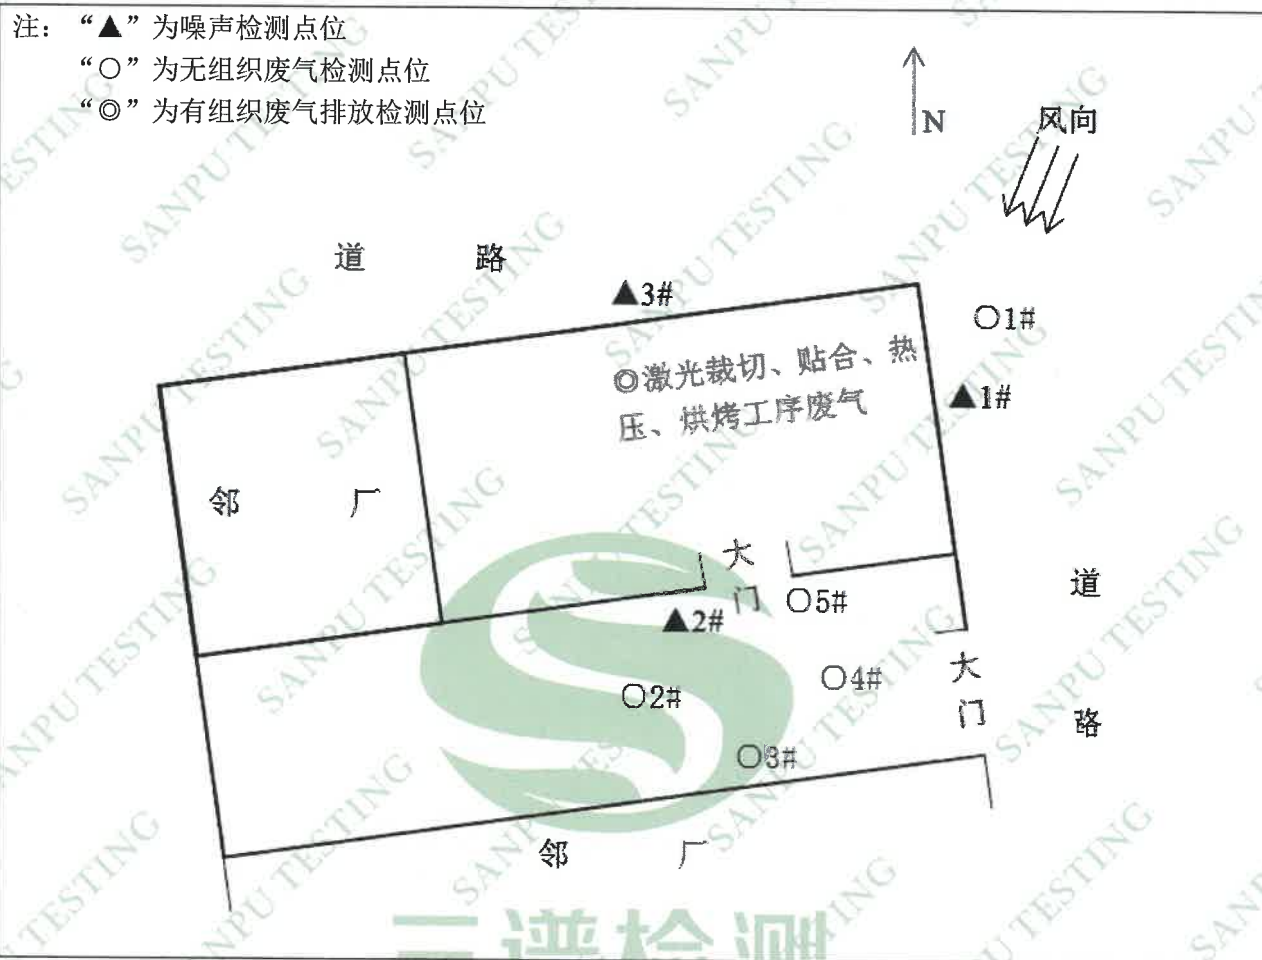 注：“▲”为噪声检测点位
“○”为无组织废气检测点位
“◎”为有组织废气排放检测点位
N
风向
道 路
▲3#
○1#
◎激光裁切、贴合、热
压、烘烤工序废气
▲1#
邻 厂
大门
○5#
▲2#
道路
○4#
大门
○2#
○3#
邻 厂
三谱检测
SANPU TESTING